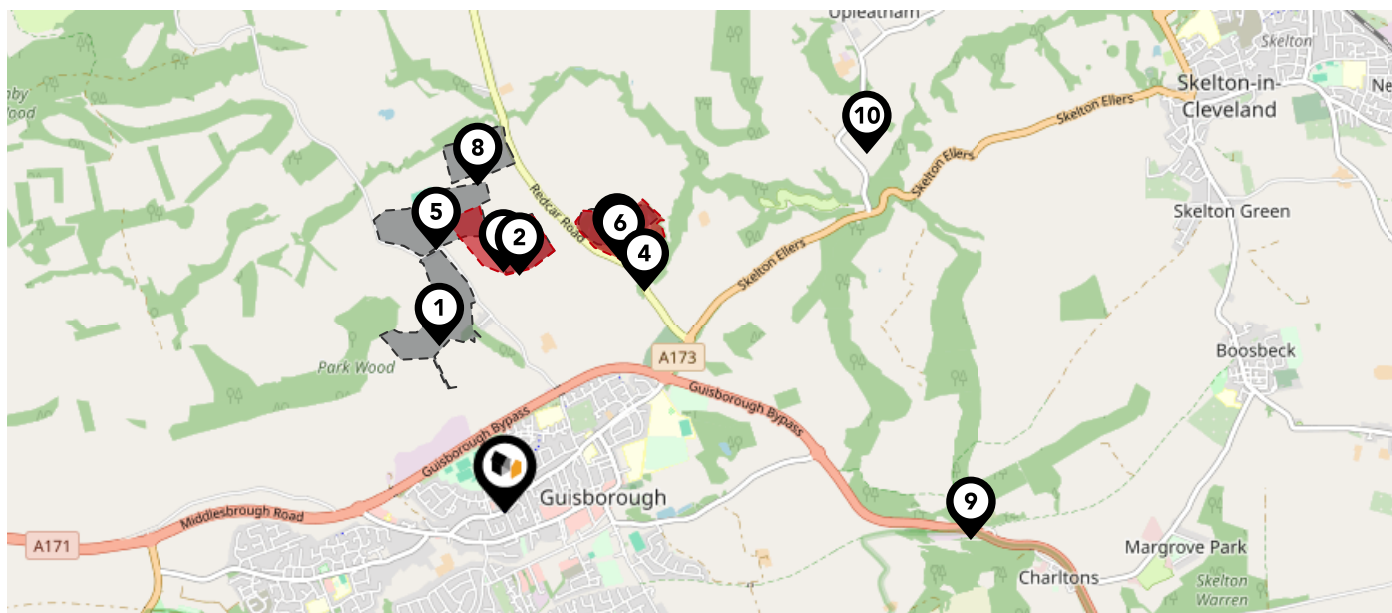 Upleatham
Skelton
Skelton-in-
Cleveland
Skelton Ellers
10
8
Redcar Road
Skelton Ellers
5
2
6
4
Skelton Green
Skelton Ellers
1
A173
Park Wood
Boosbeck
Guisborough Bypass
Guisborough Bypass
Guisborough
9
Middlesbrough Road
A171
Margrove Park
Charltons
Skelton
Warren